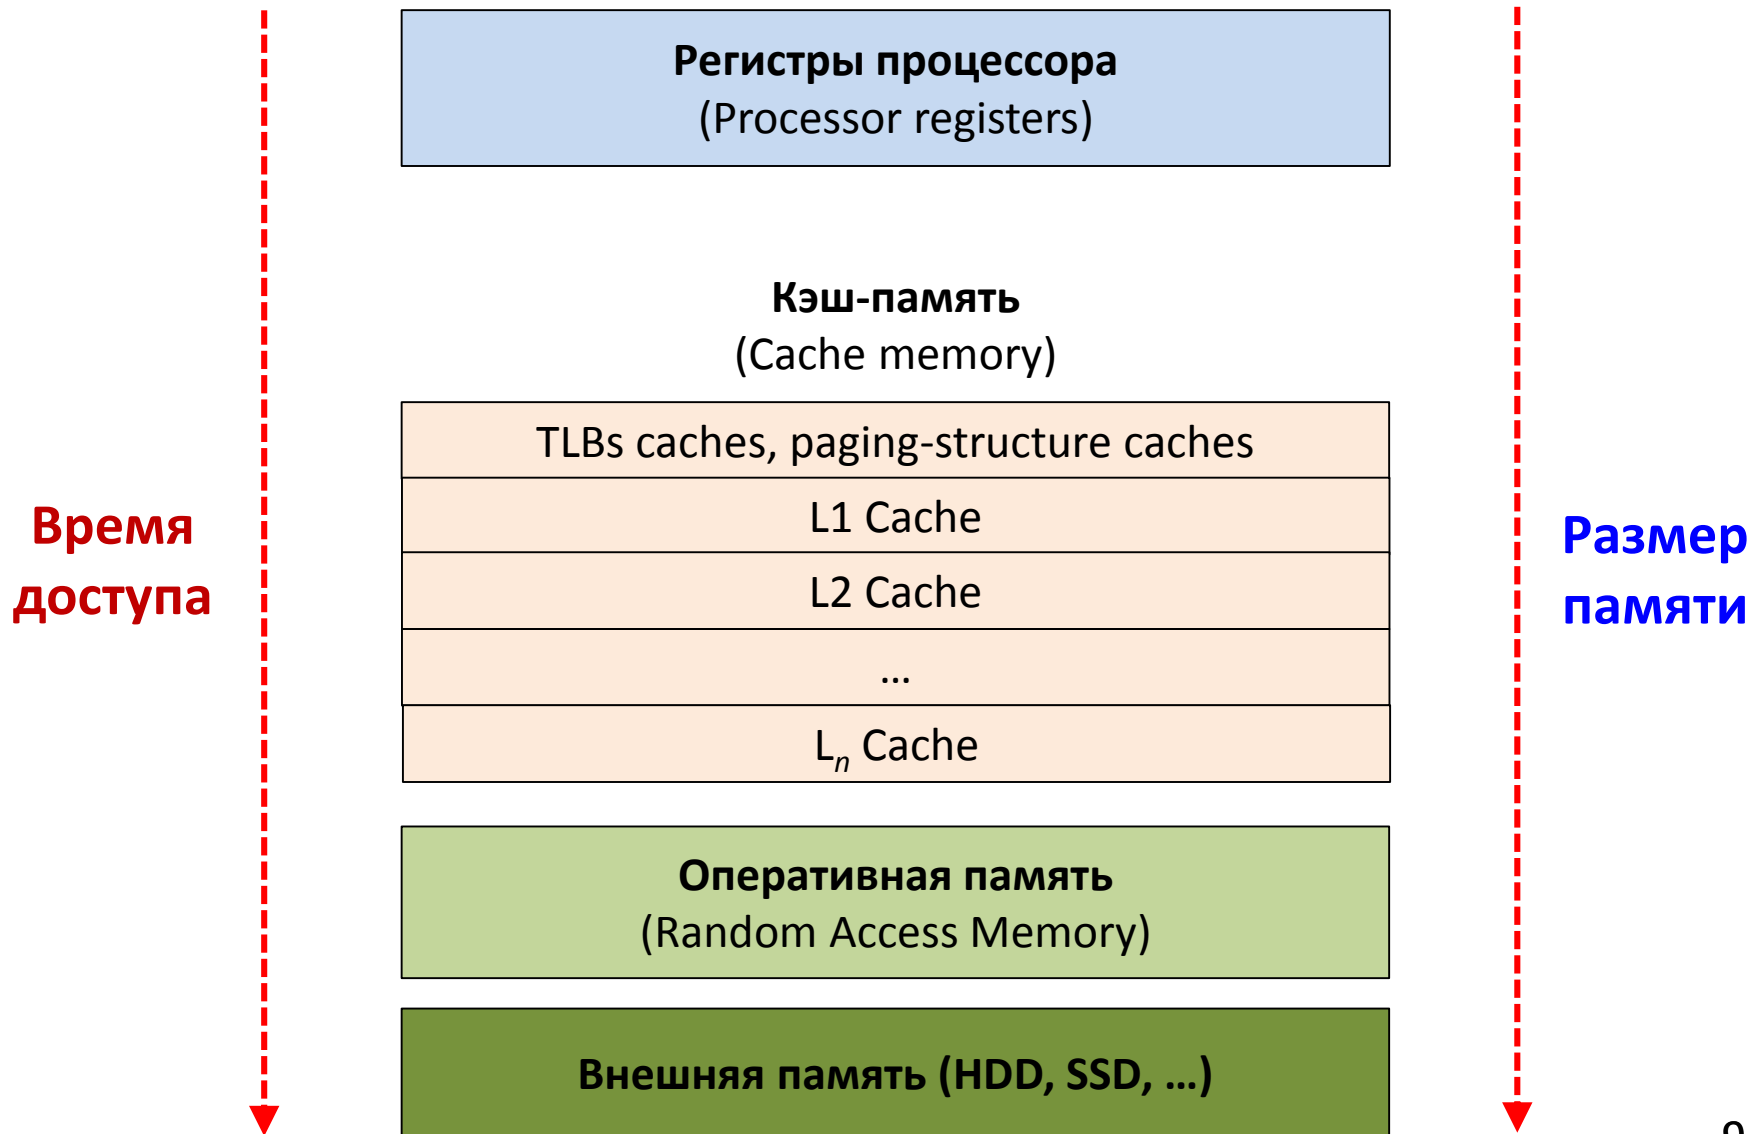 Регистры процессора
(Processor registers)
Кэш-память
(Cache memory)
TLBs caches, paging-structure caches
L1 Cache
L2 Cache
...
Ln Cache
Время
доступа
Размер
памяти
Оперативная память
(Random Access Memory)
Внешняя память (HDD, SSD, ...)
9